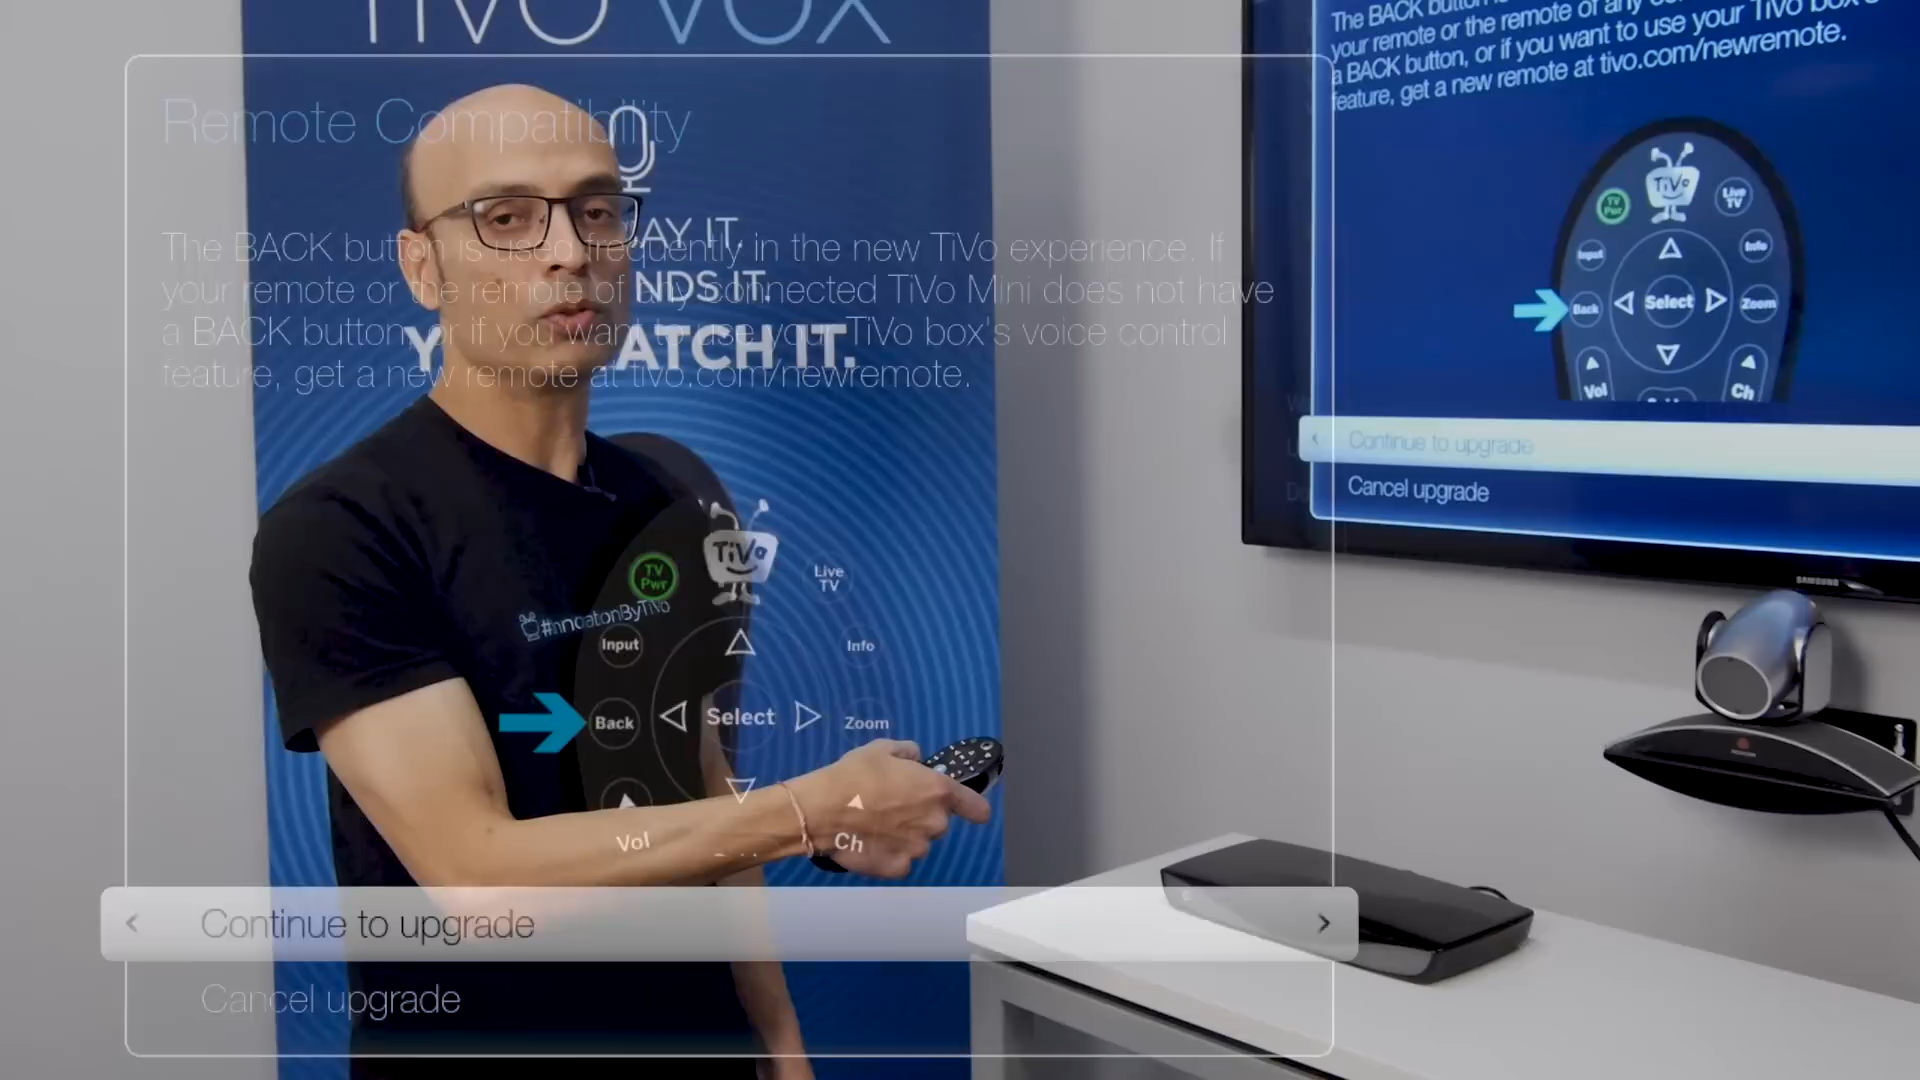 TiVo VOX
Remote Compatibility
AY IT.
NDS IT.
Y ATCH IT.
The BACK button is frequently in the new TiVo experience. If
your remote or the remote of any connected TiVo Mini does not have
a BACK button, or if you want to use your TiVo box's voice control
feature, get a new remote at tivo.com/newremote.
TiVo
TV
Pwr
Live
TV
#InnovationByTiVo
Input
Info
Back
Select
Zoom
Vol
Ch
Continue to upgrade
Cancel upgrade
The BACK button
your remote or the remote of any
a BACK button, or if you want to use your TiVo box's
feature, get a new remote at tivo.com/newremote.
TiVo
TV
Pwr
Live
TV
Input
Info
Back
Select
Zoom
Vol
Ch
Continue to upgrade
Cancel upgrade
SAMSUNG